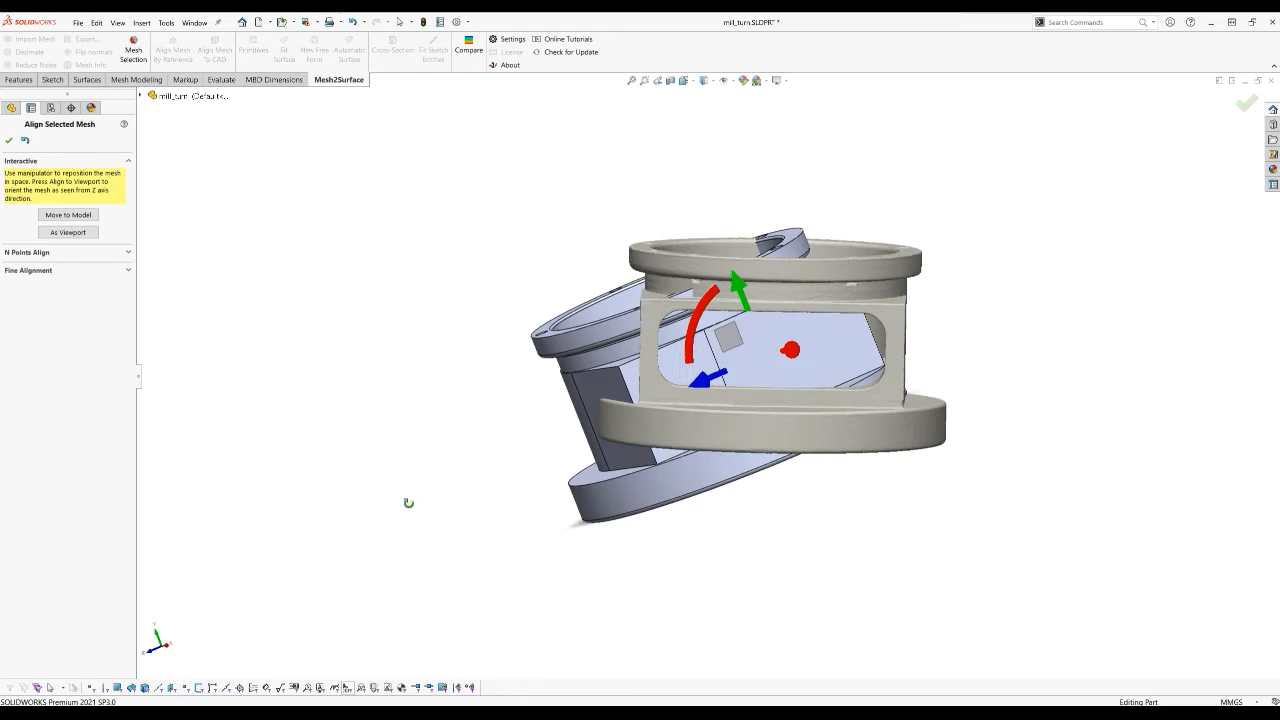 SOLIDWORKS File Edit View Insert Tools Window mill_turn.SLDPRT * Search Commands
Import Mesh Export... Mesh Selection Align Mesh By Reference Align Mesh To CAD Primitives Fit Surface New Free Form Automatic Surface Cross-Section Fit Sketch Entities Compare Settings Online Tutorials
Decimate Flip normals License Check for Update
Reduce Noise Mesh Info About
Features Sketch Surfaces Mesh Modeling Markup Evaluate MBD Dimensions Mesh2Surface
mill_turn (Default<...
Align Selected Mesh
Interactive
Use manipulator to reposition the mesh
in space. Press Align to Viewport to
orient the mesh as seen from Z axis
direction.
Move to Model
As Viewport
N Points Align
Fine Alignment
SOLIDWORKS Premium 2021 SP3.0 Editing Part MMGS